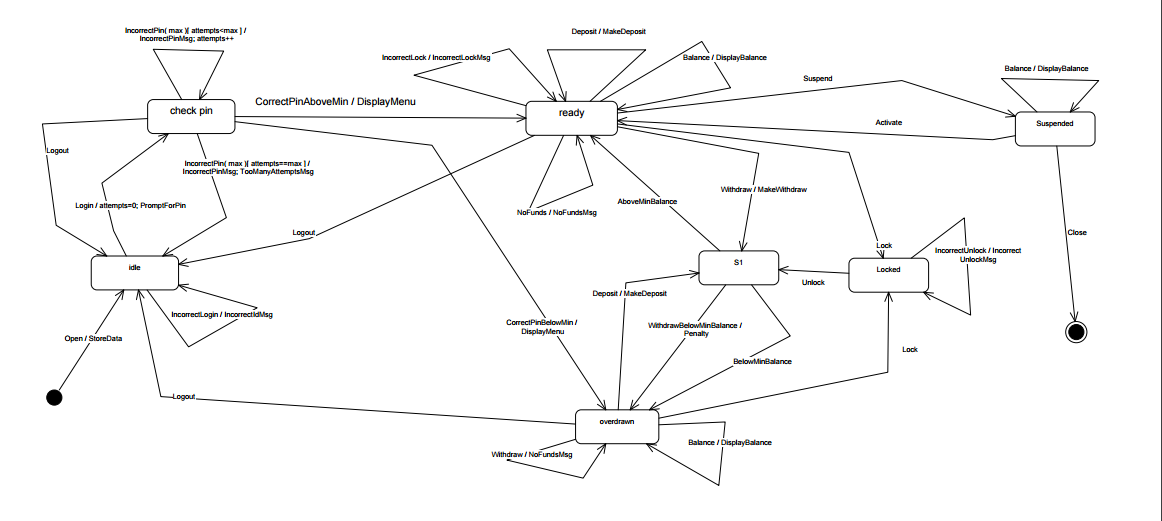 IncorrectPin( max )[ attempts<max ] /
IncorrectPinMsg; attempts++
Deposit / MakeDeposit
IncorrectLock / IncorrectLockMsg
Balance / DisplayBalance
Balance / DisplayBalance
Suspend
CorrectPinAboveMin / DisplayMenu
check pin
ready
Suspended
Activate
Logout
IncorrectPin( max )[ attempts==max ] /
IncorrectPinMsg; TooManyAttemptsMsg
Withdraw / MakeWithdraw
Login / attempts=0; PromptForPin
NoFunds / NoFundsMsg
AboveMinBalance
Logout
Close
Lock
IncorrectUnlock / Incorrect
UnlockMsg
idle
S1
Locked
Unlock
Deposit / MakeDeposit
IncorrectLogin / IncorrectIdMsg
CorrectPinBelowMin /
DisplayMenu
WithdrawBelowMinBalance /
Penalty
Open / StoreData
Lock
BelowMinBalance
Logout
overdrawn
Withdraw / NoFundsMsg
Balance / DisplayBalance